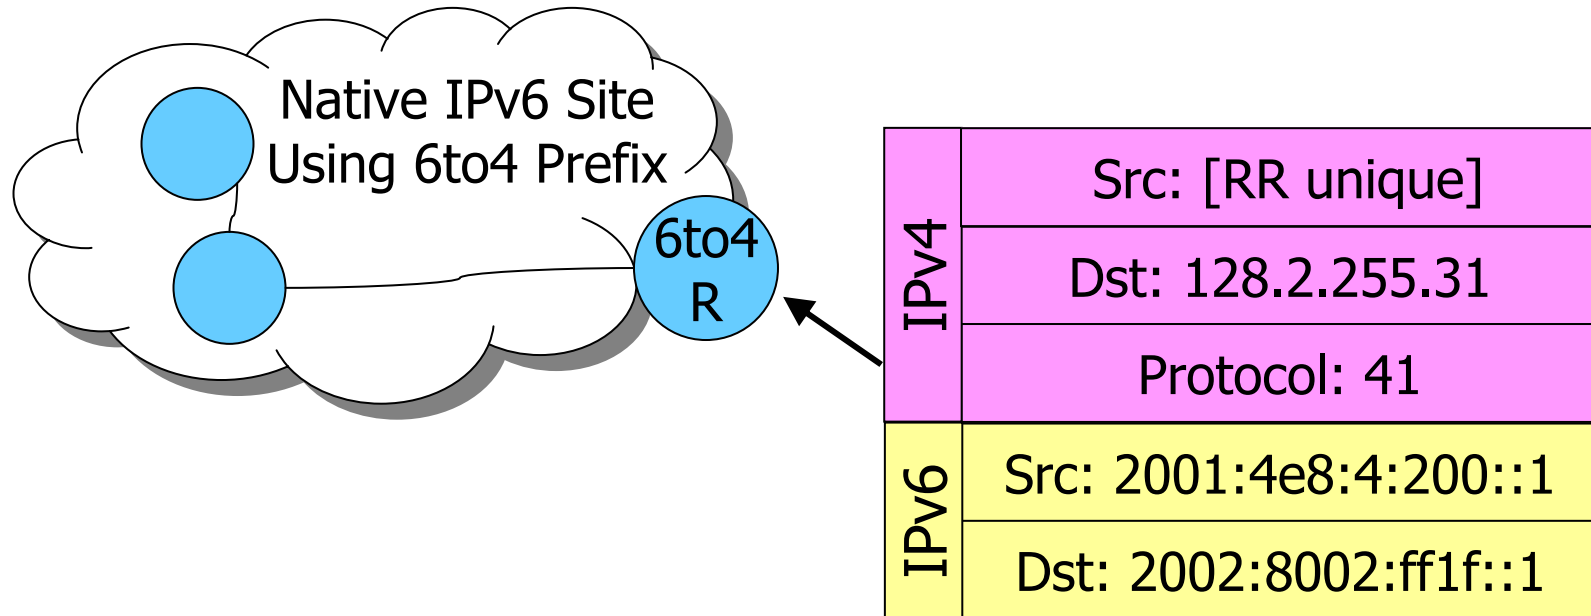 Native IPv6 Site
Using 6to4 Prefix
6to4
R
IPv4
Src: [RR unique]
Dst: 128.2.255.31
Protocol: 41
IPv6
Src: 2001:4e8:4:200::1
Dst: 2002:8002:ff1f::1